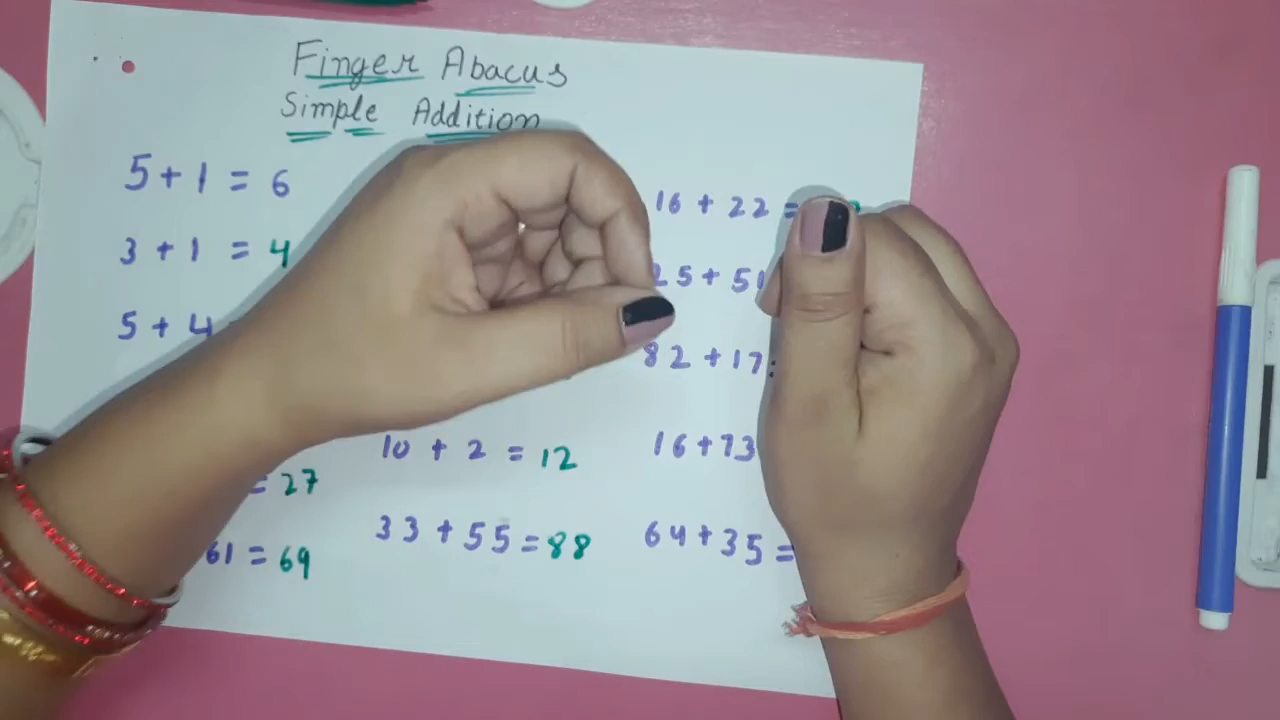 Finger Abacus
Simple Addition
5 + 1 = 6
3 + 1 = 4
5 + 4
= 27
61 = 69
10 + 2 = 12
33 + 55 = 88
16 + 22 =
25 + 51
82 + 17
16 + 73
64 + 35 =